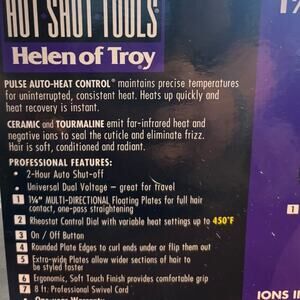 HOT SHOT TOOLS
Helen of Troy
PULSE AUTO-HEAT CONTROL® maintains precise temperatures
for uninterrupted, consistent heat. Heats up quickly and
heat recovery is instant.
CERAMIC and TOURMALINE emit far-infrared heat and
negative ions to seal the cuticle and eliminate frizz.
Hair is soft, conditioned and radiant.
PROFESSIONAL FEATURES:
• 2-Hour Auto Shut-off
• Universal Dual Voltage – great for travel
1 1¼" MULTI-DIRECTIONAL Floating Plates for full hair
contact, one-pass straightening
2 Rheostat Control Dial with variable heat settings up to 450°F
3 On / Off Button
4 Rounded Plate Edges to curl ends under or flip them out
5 Extra-wide Plates allow wider sections of hair to
be styled faster
6 Ergonomic, Soft Touch Finish provides comfortable grip
7 8 ft. Professional Swivel Cord
Warranty
1
IONS